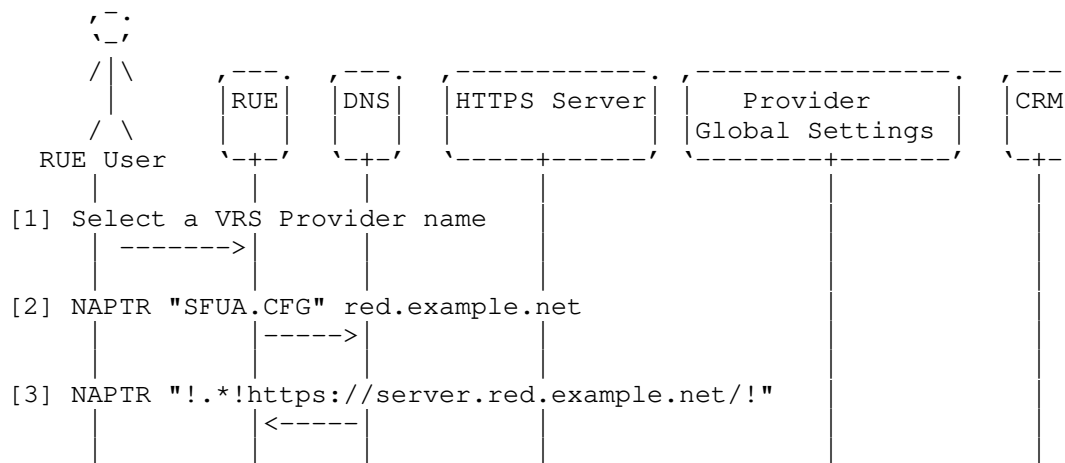 RUE DNS HTTPS Server Provider CRM
Global Settings
RUE User
[1] Select a VRS Provider name
[2] NAPTR "SFUA.CFG" red.example.net
[3] NAPTR "!.*!https://server.red.example.net/!"